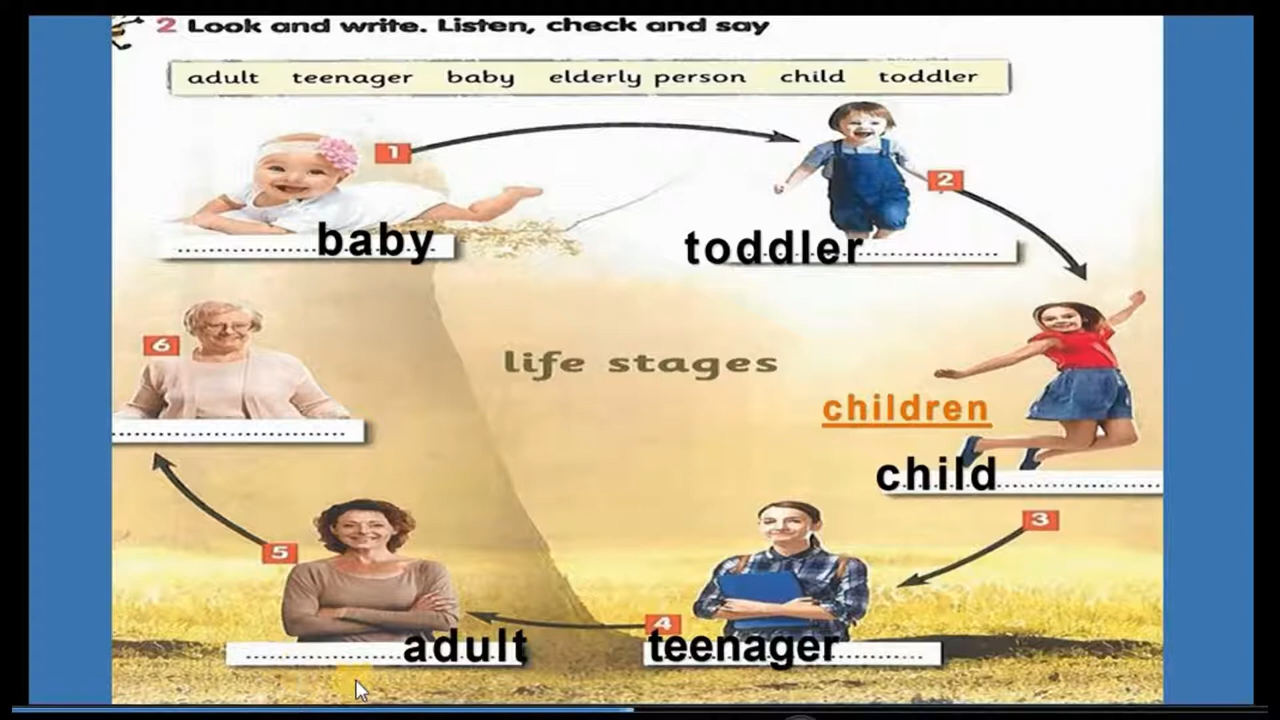 2 Look and write. Listen, check and say
adult teenager baby elderly person child toddler
1
2
baby
toddler
6
life stages
children
child
3
5
4
adult
teenager